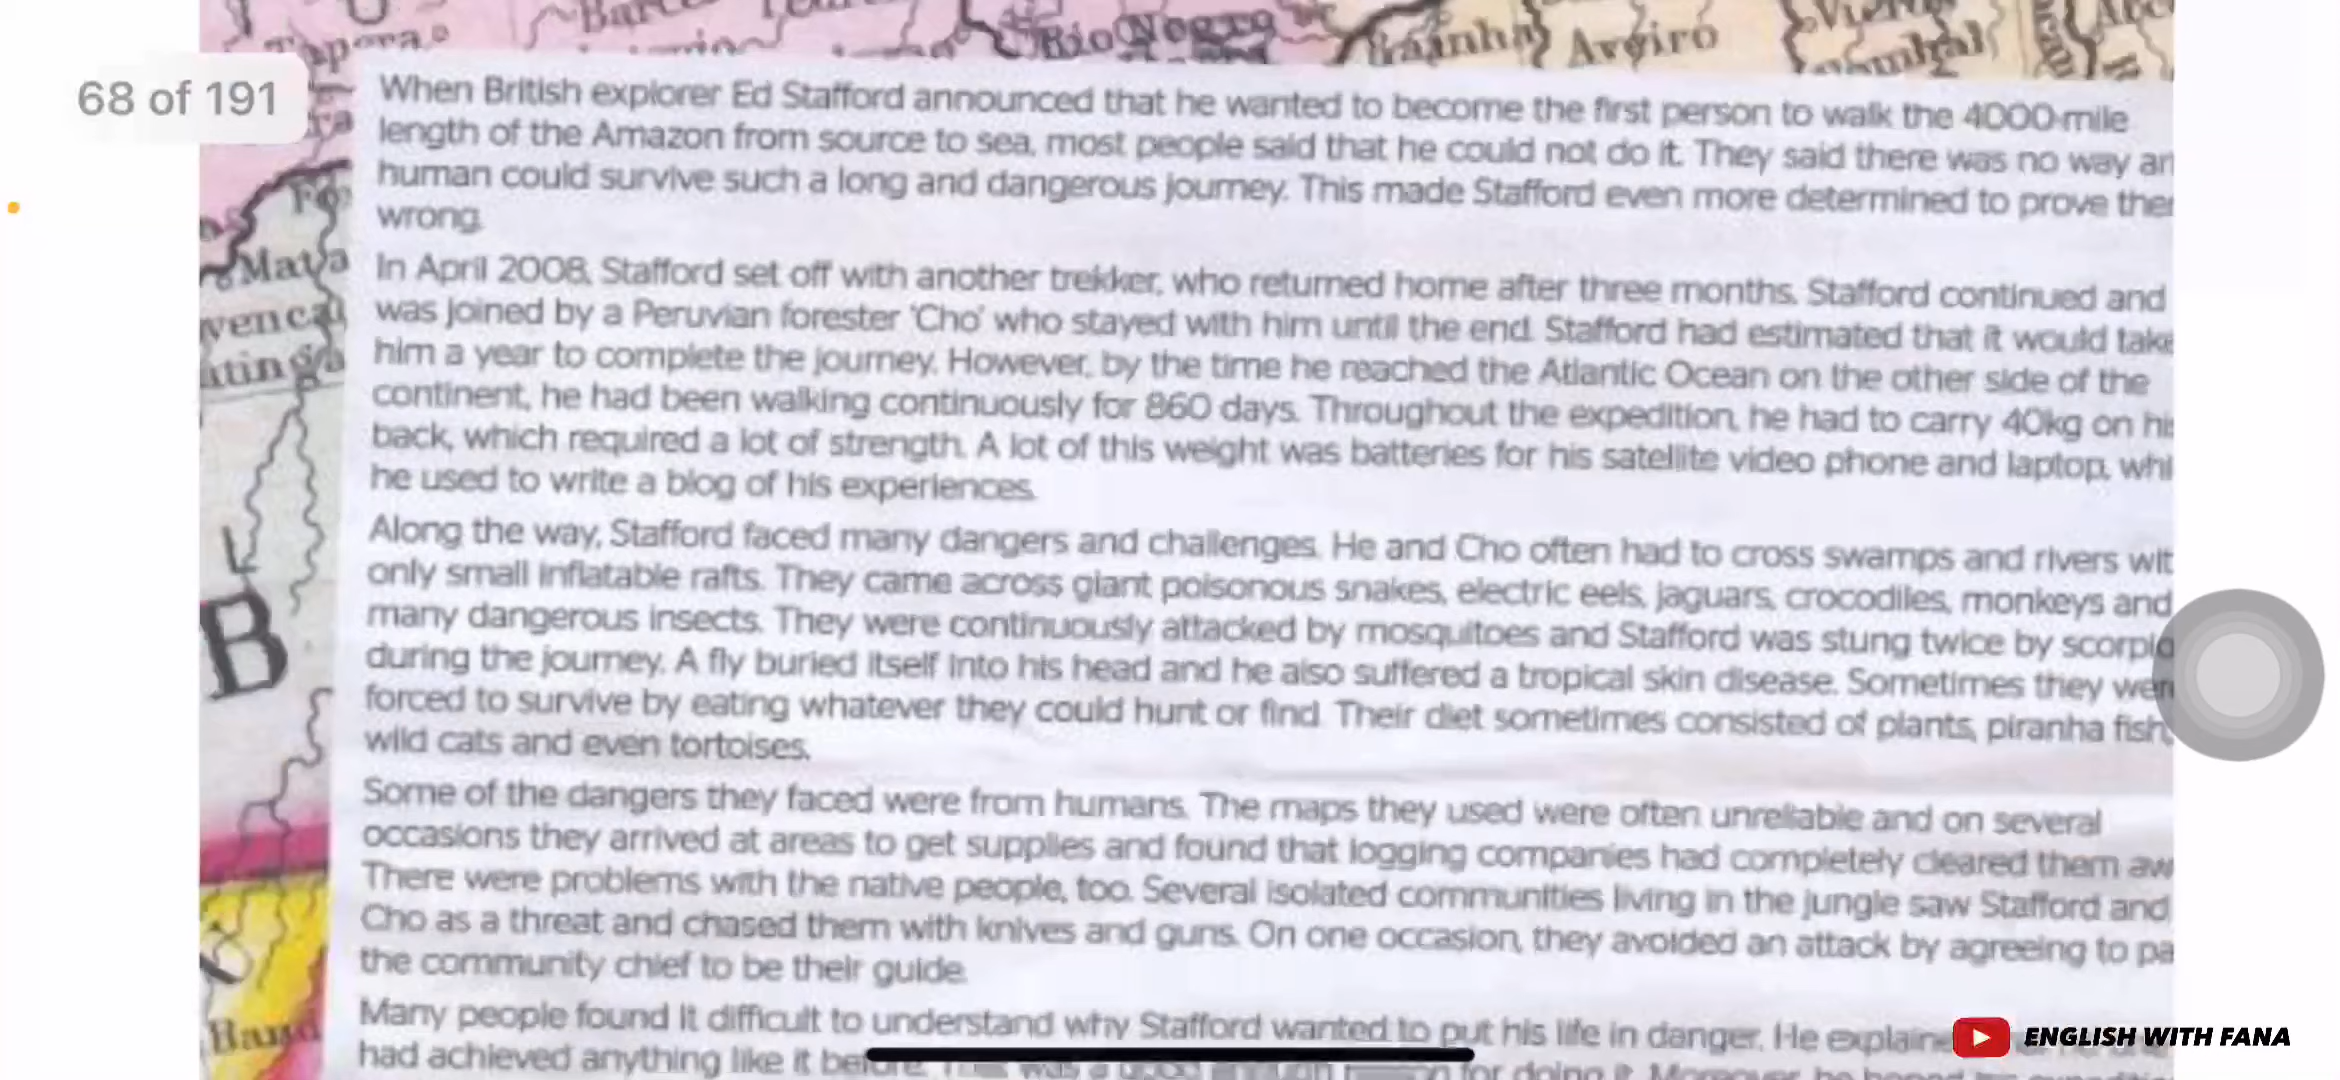 Tapera
Rio Negro
Rainha
Aveiro
68 of 191
When British explorer Ed Stafford announced that he wanted to become the first person to walk the 4000-mile
length of the Amazon from source to sea, most people said that he could not do it. They said there was no way an
human could survive such a long and dangerous journey. This made Stafford even more determined to prove the
wrong.
In April 2008, Stafford set off with another trekker, who returned home after three months. Stafford continued and
was joined by a Peruvian forester 'Cho' who stayed with him until the end. Stafford had estimated that it would take
him a year to complete the journey. However, by the time he reached the Atlantic Ocean on the other side of the
continent, he had been walking continuously for 860 days. Throughout the expedition, he had to carry 40kg on his
back, which required a lot of strength. A lot of this weight was batteries for his satellite video phone and laptop, whi
he used to write a blog of his experiences.
Along the way, Stafford faced many dangers and challenges. He and Cho often had to cross swamps and rivers wit
only small inflatable rafts. They came across giant poisonous snakes, electric eels, jaguars, crocodiles, monkeys and
many dangerous insects. They were continuously attacked by mosquitoes and Stafford was stung twice by scorpio
during the journey. A fly buried itself into his head and he also suffered a tropical skin disease. Sometimes they wer
forced to survive by eating whatever they could hunt or find. Their diet sometimes consisted of plants, piranha fish,
wild cats and even tortoises.
Some of the dangers they faced were from humans. The maps they used were often unreliable and on several
occasions they arrived at areas to get supplies and found that logging companies had completely cleared them aw
There were problems with the native people, too. Several isolated communities living in the jungle saw Stafford and
Cho as a threat and chased them with knives and guns. On one occasion, they avoided an attack by agreeing to pa
the community chief to be their guide.
Many people found it difficult to understand why Stafford wanted to put his life in danger. He explaine
had achieved anything like it before. for doing it. Moreover, he hoped
B
ENGLISH WITH FANA